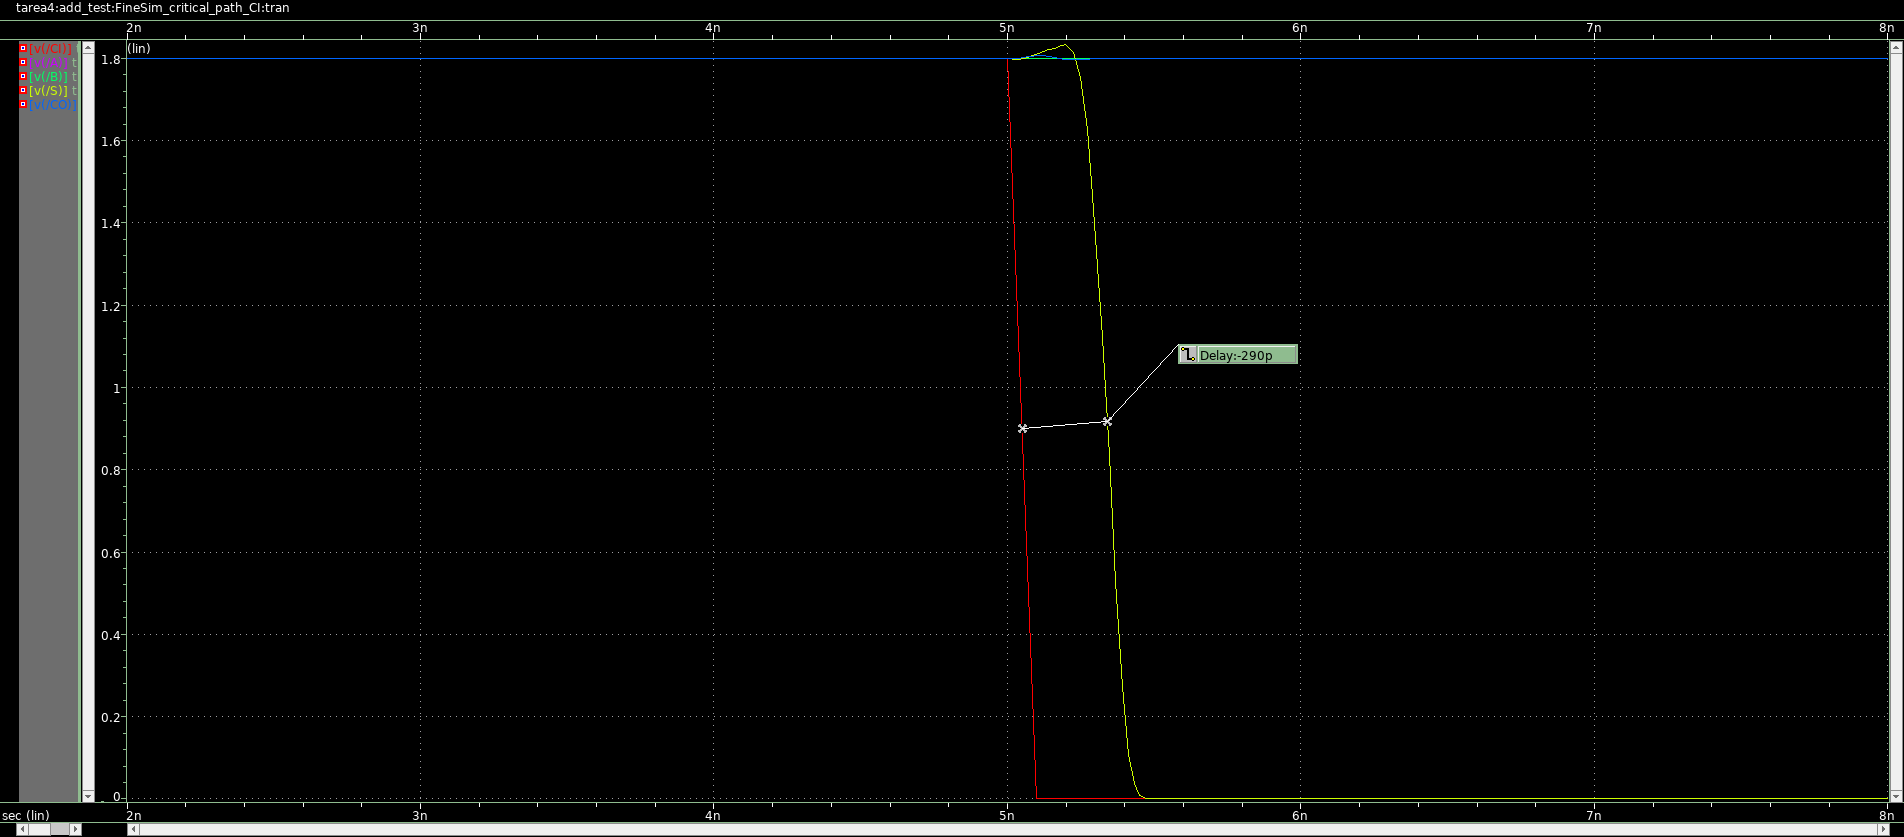 tarea4:add_test:FineSim_critical_path_CI:tran
2n 3n 4n 5n 6n 7n 8n
[v(/CI)] t
[v(/A)] t
[v(/B)] t
[v(/S)] t
[v(/CO)]
(lin)
1.8
1.6
1.4
1.2
Delay:-290p
1
0.8
0.6
0.4
0.2
0
sec (lin)
2n 3n 4n 5n 6n 7n 8n